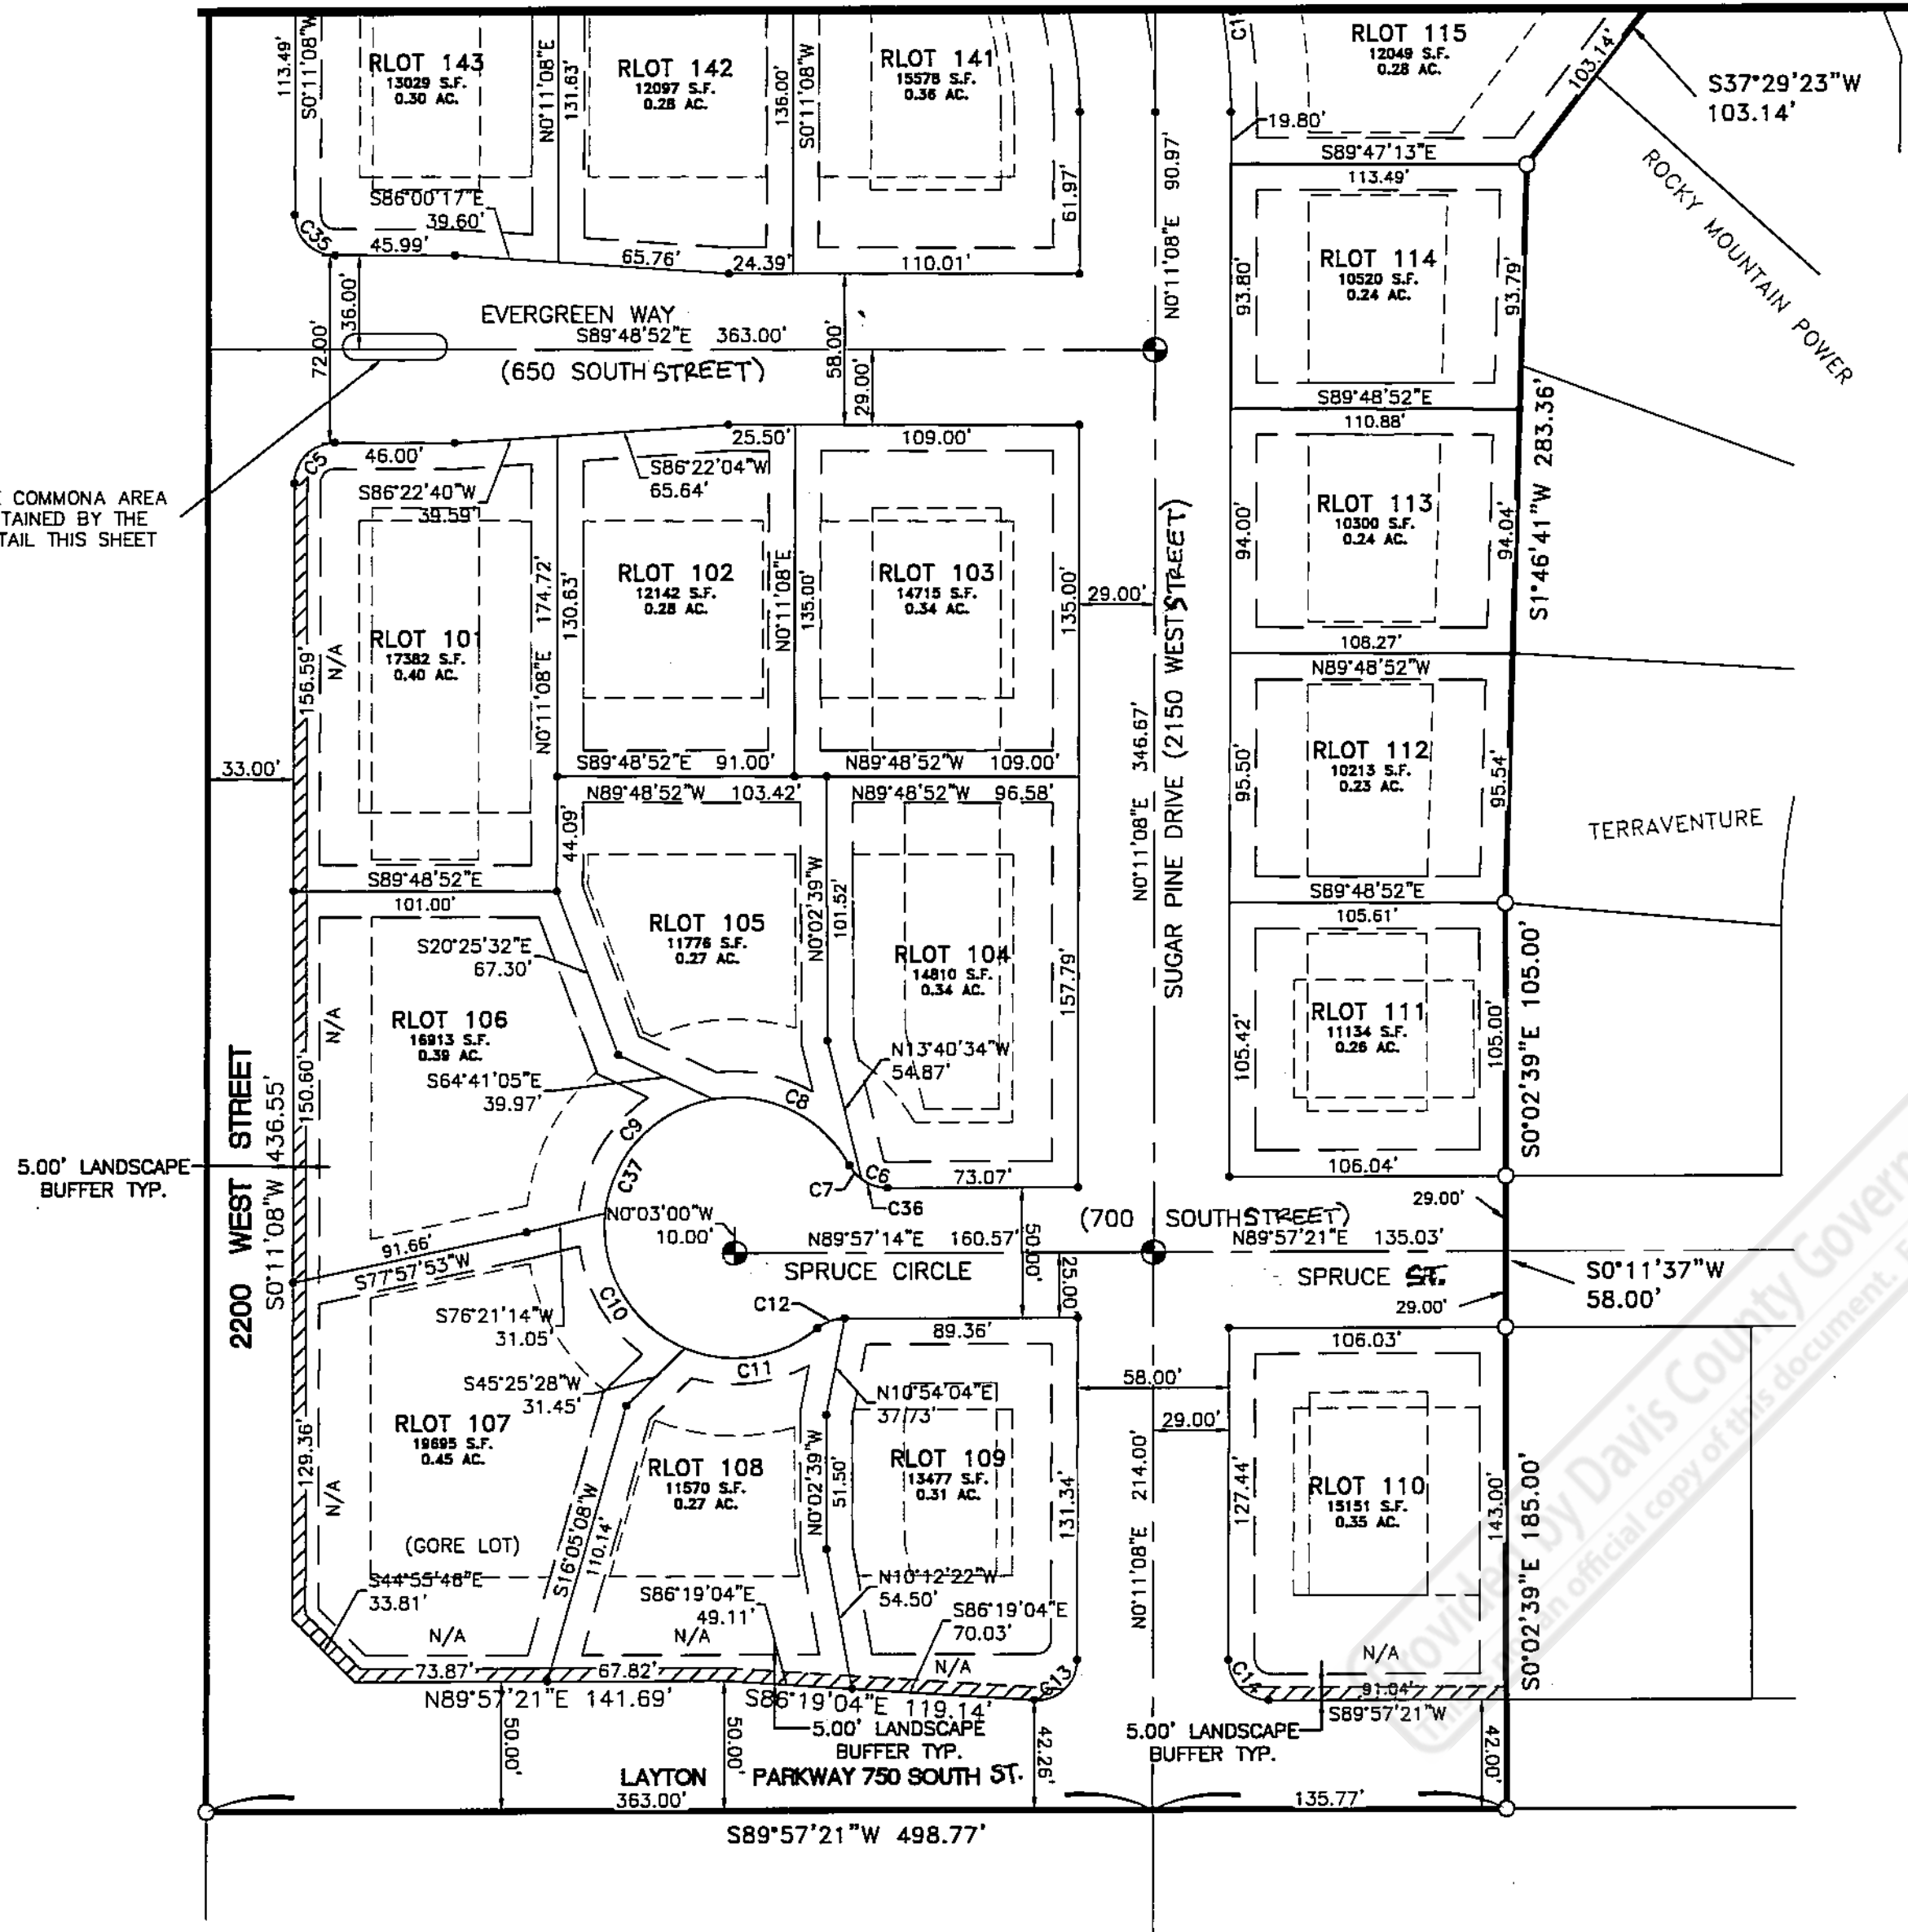 113.49'
S0°11'08"W
RLOT 143
13029 S.F.
0.30 AC.
N0°11'08"E
131.63'
RLOT 142
12097 S.F.
0.28 AC.
136.00'
S0°11'08"W
RLOT 141
15578 S.F.
0.36 AC.
RLOT 115
12049 S.F.
0.28 AC.
103.14'
S37°29'23"W
103.14'
19.80'
ROCKY MOUNTAIN POWER
N0°11'08"E 90.97'
61.97'
S89°47'13"E
113.49'
S86°00'17"E
39.60'
C35
45.99'
65.76'
24.39'
110.01'
36.00'
72.00'
EVERGREEN WAY
S89°48'52"E 363.00'
(650 SOUTH STREET)
58.00'
29.00'
93.80'
RLOT 114
10520 S.F.
0.24 AC.
93.79'
S89°48'52"E
110.88'
S1°46'41"W 283.36'
COMMONA AREA
TAINED BY THE
TAIL THIS SHEET
C5
46.00'
S86°22'40"W
39.59'
S86°22'04"W
65.64'
25.50'
109.00'
94.00'
RLOT 113
10300 S.F.
0.24 AC.
94.04'
108.27'
N89°48'52"W
156.59'
N/A
RLOT 101
17382 S.F.
0.40 AC.
N0°11'08"E 174.72'
130.63'
RLOT 102
12142 S.F.
0.28 AC.
N0°11'08"E
135.00'
RLOT 103
14715 S.F.
0.34 AC.
135.00'
29.00'
SUGAR PINE DRIVE (2150 WEST STREET)
N0°11'08"E 346.67'
33.00'
S89°48'52"E 91.00'
N89°48'52"W 109.00'
N89°48'52"W 103.42'
N89°48'52"W 96.58'
95.50'
RLOT 112
10213 S.F.
0.23 AC.
95.54'
TERRAVENTURE
S89°48'52"E
105.61'
44.09'
S89°48'52"E
101.00'
S20°25'32"E
67.30'
RLOT 105
11776 S.F.
0.27 AC.
N0°02'39"W
101.52'
RLOT 104
14810 S.F.
0.34 AC.
157.79'
105.42'
RLOT 111
11134 S.F.
0.26 AC.
105.00'
S0°02'39"E 105.00'
106.04'
2200 WEST STREET
S0°11'08"W 436.55'
150.60'
N/A
RLOT 106
16913 S.F.
0.39 AC.
S64°41'05"E
39.97'
N13°40'34"W
54.87'
C8
C9
C37
C7
C6
C36
73.07'
5.00' LANDSCAPE
BUFFER TYP.
N0°03'00"W
10.00'
N89°57'14"E 160.57'
SPRUCE CIRCLE
50.00'
25.00'
(700 SOUTH STREET)
N89°57'21"E 135.03'
SPRUCE ST.
29.00'
29.00'
S0°11'37"W
58.00'
91.66'
S77°57'53"W
S76°21'14"W
31.05'
C10
C12
C11
89.36'
106.03'
S45°25'28"W
31.45'
N10°54'04"E
37.73'
58.00'
29.00'
129.36'
N/A
RLOT 107
19695 S.F.
0.45 AC.
(GORE LOT)
S16°05'08"W
110.14'
RLOT 108
11570 S.F.
0.27 AC.
N0°02'39"W
51.50'
RLOT 109
13477 S.F.
0.31 AC.
131.34'
N0°11'08"E 214.00'
127.44'
RLOT 110
15151 S.F.
0.35 AC.
143.00'
S0°02'39"E 185.00'
S44°55'48"E
33.81'
N/A
S86°19'04"E
49.11'
N/A
N10°12'22"W
54.50'
S86°19'04"E
70.03'
N/A
C13
C14
N/A
91.04'
S89°57'21"W
73.87'
67.82'
N89°57'21"E 141.69'
S86°19'04"E 119.14'
5.00' LANDSCAPE
BUFFER TYP.
5.00' LANDSCAPE
BUFFER TYP.
50.00'
50.00'
42.26'
42.00'
LAYTON PARKWAY 750 SOUTH ST.
363.00'
135.77'
S89°57'21"W 498.77'
Provided by Davis County Govern
This is not an official copy of this document.